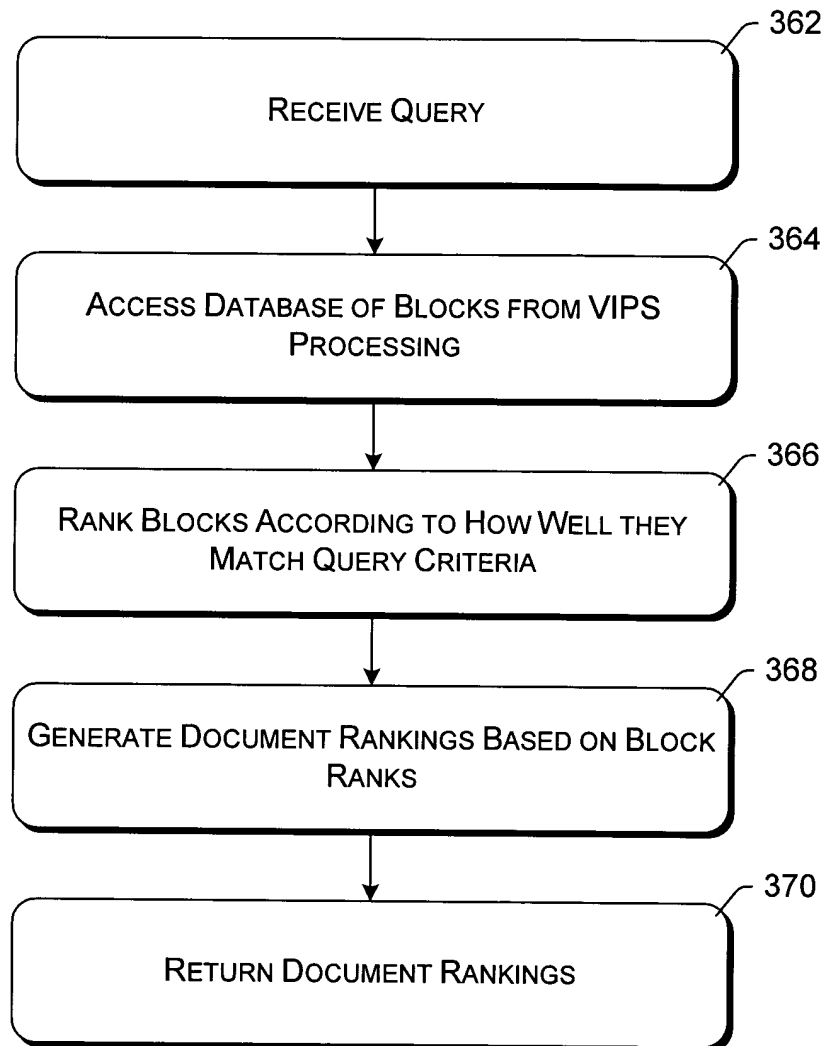 362
RECEIVE QUERY
364
ACCESS DATABASE OF BLOCKS FROM VIPS
PROCESSING
366
RANK BLOCKS ACCORDING TO HOW WELL THEY
MATCH QUERY CRITERIA
368
GENERATE DOCUMENT RANKINGS BASED ON BLOCK
RANKS
370
RETURN DOCUMENT RANKINGS